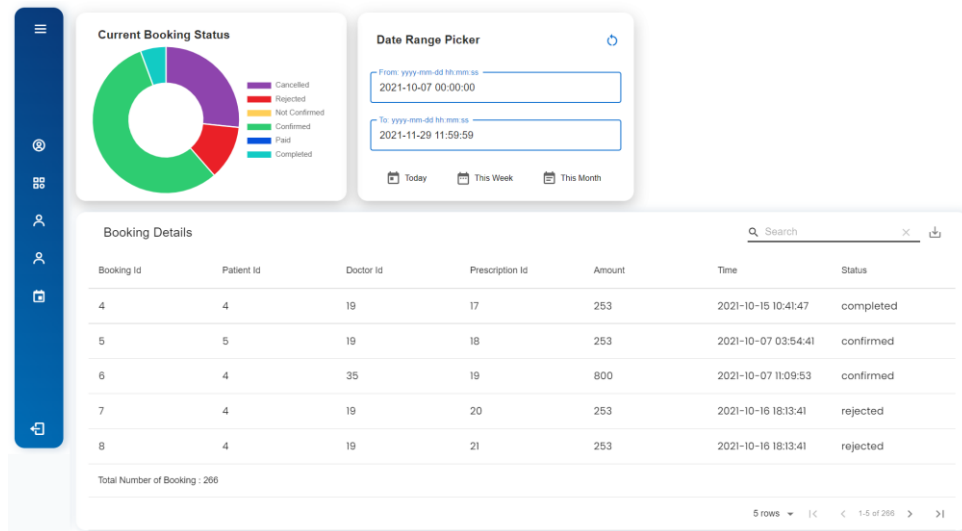 Current Booking Status
Cancelled
Rejected
Not Confirmed
Confirmed
Paid
Completed
Date Range Picker
From: yyyy-mm-dd hh:mm:ss
2021-10-07 00:00:00
To: yyyy-mm-dd hh:mm:ss
2021-11-29 11:59:59
Today This Week This Month
Booking Details
Search
Booking Id Patient Id Doctor Id Prescription Id Amount Time Status
4 4 19 17 253 2021-10-15 10:41:47 completed
5 5 19 18 253 2021-10-07 03:54:41 confirmed
6 4 35 19 800 2021-10-07 11:09:53 confirmed
7 4 19 20 253 2021-10-16 18:13:41 rejected
8 4 19 21 253 2021-10-16 18:13:41 rejected
Total Number of Booking : 266
5 rows 1-5 of 266